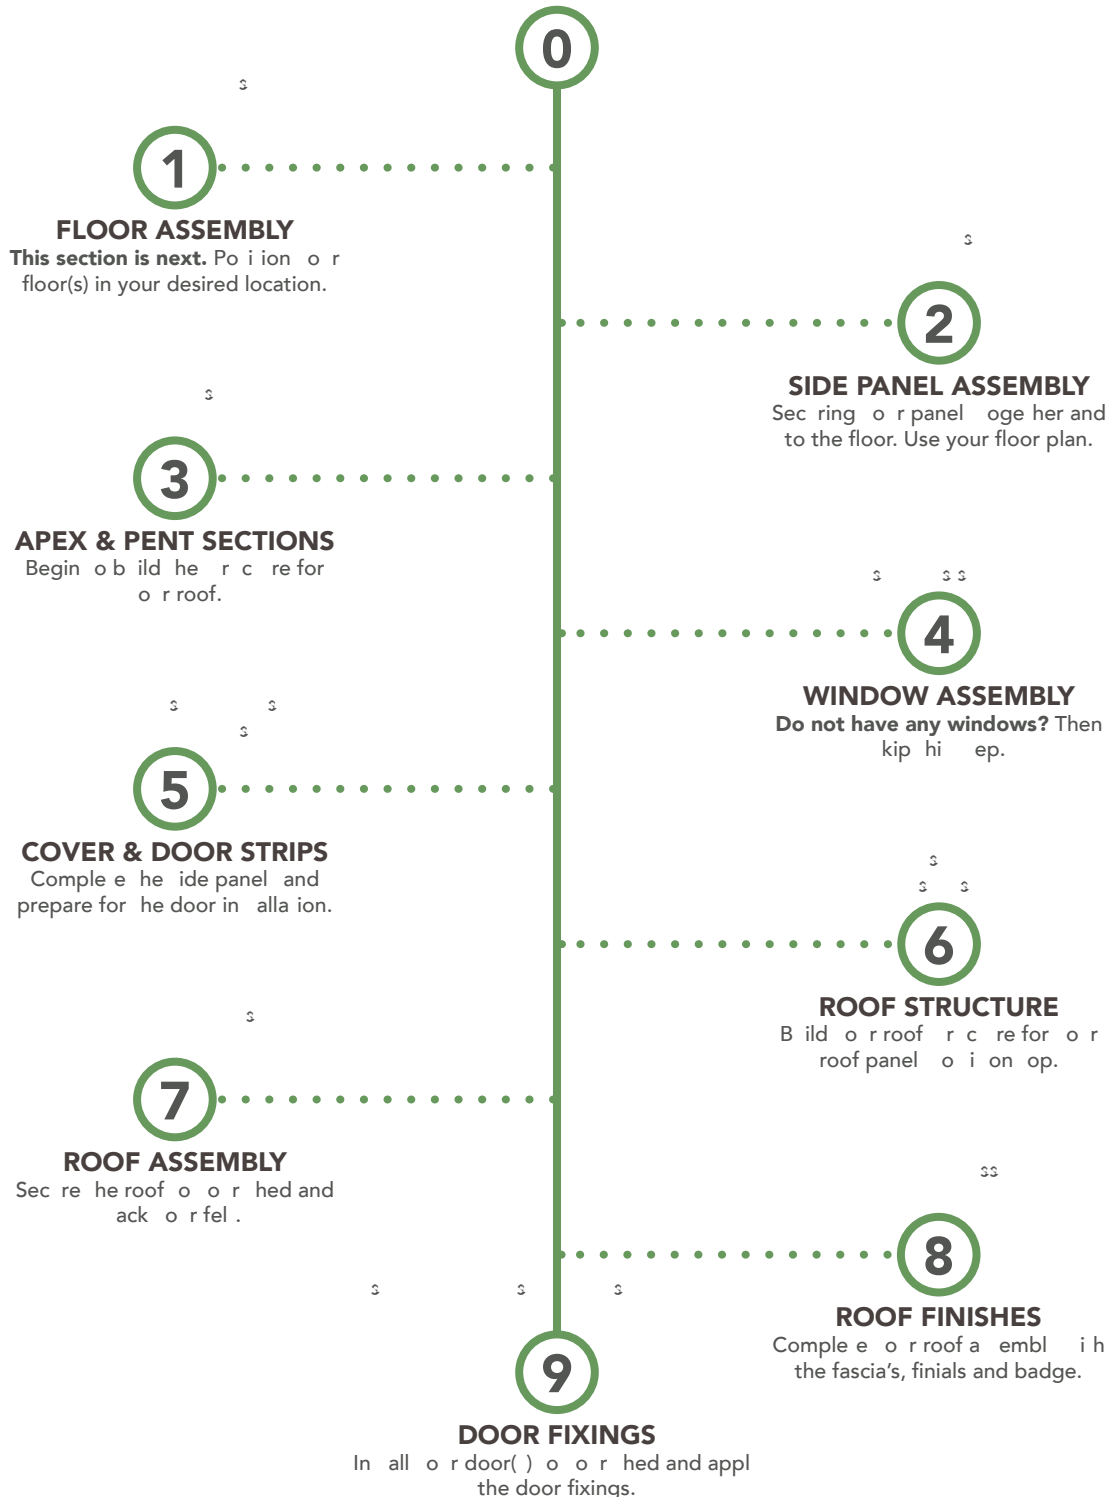 0
1
FLOOR ASSEMBLY
This section is next. Po i ion o r
floor(s) in your desired location.
2
SIDE PANEL ASSEMBLY
Sec ring o r panel oge her and
to the floor. Use your floor plan.
3
APEX & PENT SECTIONS
Begin o b ild he r c re for
o r roof.
4
WINDOW ASSEMBLY
Do not have any windows? Then
kip hi ep.
5
COVER & DOOR STRIPS
Comple e he ide panel and
prepare for he door in alla ion.
6
ROOF STRUCTURE
B ild o r roof r c re for o r
roof panel o i on op.
7
ROOF ASSEMBLY
Sec re he roof o o r hed and
ack o r fel .
8
ROOF FINISHES
Comple e o r roof a embl i h
the fascia's, finials and badge.
9
DOOR FIXINGS
In all o r door( ) o o r hed and appl
the door fixings.